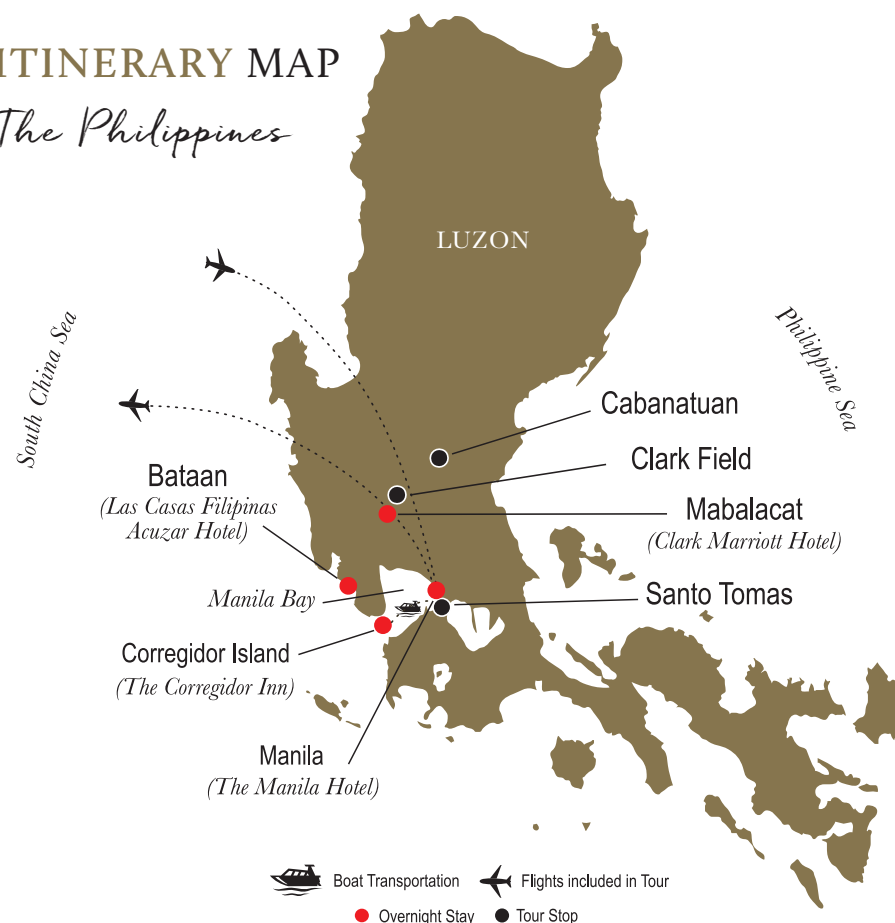 ITINERARY MAP
The Philippines
LUZON
South China Sea
Philippine Sea
Cabanatuan
Clark Field
Bataan
(Las Casas Filipinas
Acuzar Hotel)
Mabalacat
(Clark Marriott Hotel)
Manila Bay
Santo Tomas
Corregidor Island
(The Corregidor Inn)
Manila
(The Manila Hotel)
Boat Transportation
Flights included in Tour
Overnight Stay
Tour Stop